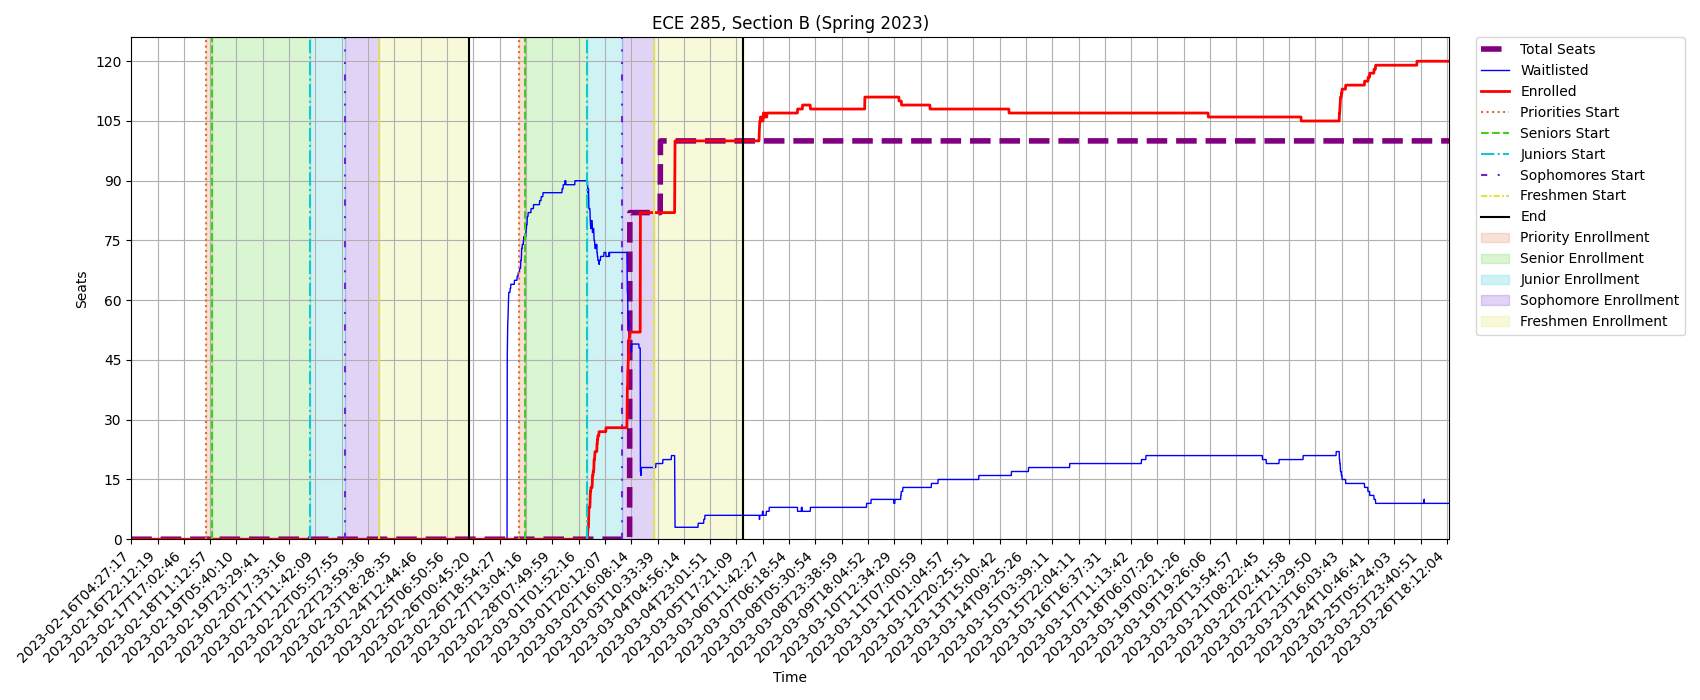 ECE 285, Section B (Spring 2023)
Seats
120
105
90
75
60
45
30
15
0
2023-02-16T04:27:17
2023-02-16T22:12:19
2023-02-17T17:02:46
2023-02-18T11:12:57
2023-02-19T05:40:10
2023-02-19T23:29:41
2023-02-20T17:33:16
2023-02-21T11:42:09
2023-02-22T05:57:55
2023-02-22T23:59:36
2023-02-23T18:28:35
2023-02-24T12:44:46
2023-02-25T06:50:56
2023-02-26T00:45:20
2023-02-26T18:54:27
2023-02-27T13:04:16
2023-02-28T07:49:59
2023-03-01T01:52:16
2023-03-01T20:12:07
2023-03-02T16:08:14
2023-03-03T10:33:39
2023-03-04T04:56:14
2023-03-04T23:01:51
2023-03-05T17:21:09
2023-03-06T11:42:27
2023-03-07T06:18:54
2023-03-08T05:30:54
2023-03-08T23:38:59
2023-03-09T18:04:52
2023-03-10T12:34:29
2023-03-11T07:00:59
2023-03-12T01:04:57
2023-03-12T20:25:51
2023-03-13T15:00:42
2023-03-14T09:25:26
2023-03-15T03:39:11
2023-03-15T22:04:11
2023-03-16T16:37:31
2023-03-17T11:13:42
2023-03-18T06:07:26
2023-03-19T00:21:26
2023-03-19T19:26:06
2023-03-20T13:54:57
2023-03-21T08:22:45
2023-03-22T02:41:58
2023-03-22T21:29:50
2023-03-23T16:03:43
2023-03-24T10:46:41
2023-03-25T05:24:03
2023-03-25T23:40:51
2023-03-26T18:12:04
Time
Total Seats
Waitlisted
Enrolled
Priorities Start
Seniors Start
Juniors Start
Sophomores Start
Freshmen Start
End
Priority Enrollment
Senior Enrollment
Junior Enrollment
Sophomore Enrollment
Freshmen Enrollment